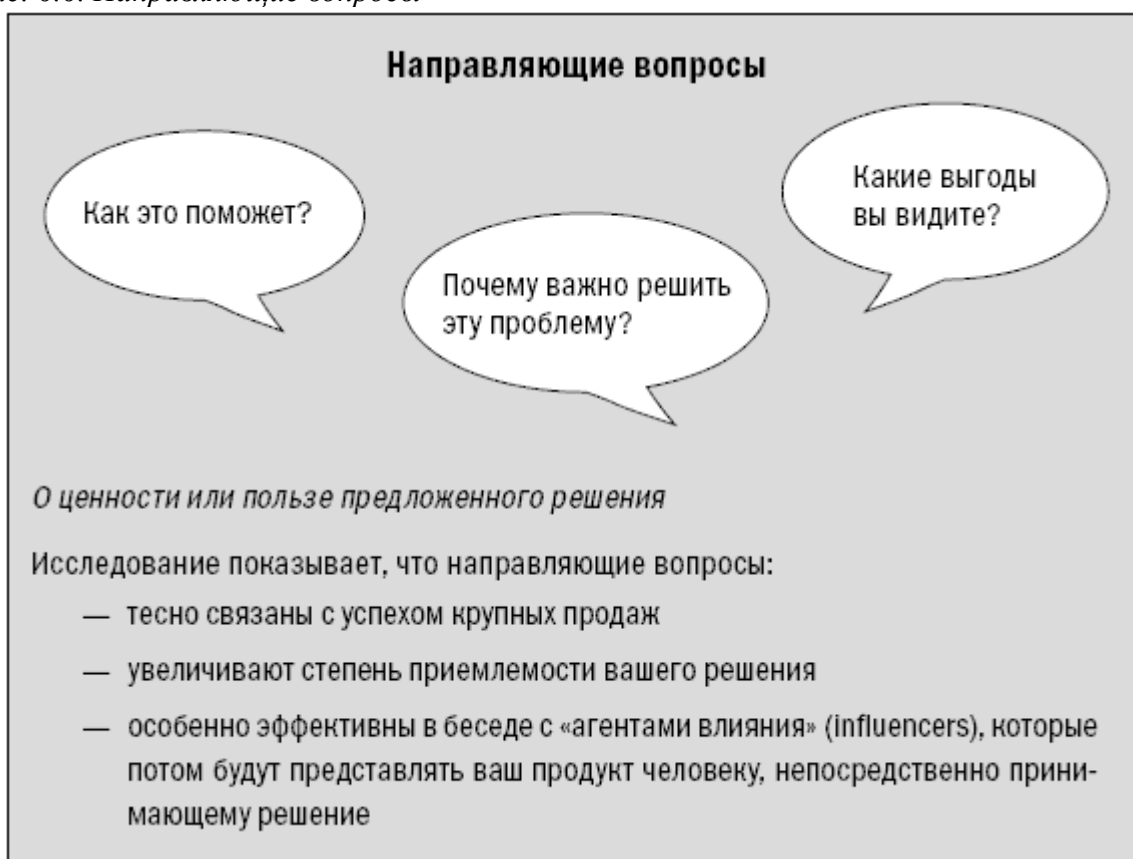 Направляющие вопросы
Как это поможет?
Какие выгоды
вы видите?
Почему важно решить
эту проблему?
О ценности или пользе предложенного решения
Исследование показывает, что направляющие вопросы:
— тесно связаны с успехом крупных продаж
— увеличивают степень приемлемости вашего решения
— особенно эффективны в беседе с «агентами влияния» (influencers), которые
потом будут представлять ваш продукт человеку, непосредственно прини-
мающему решение